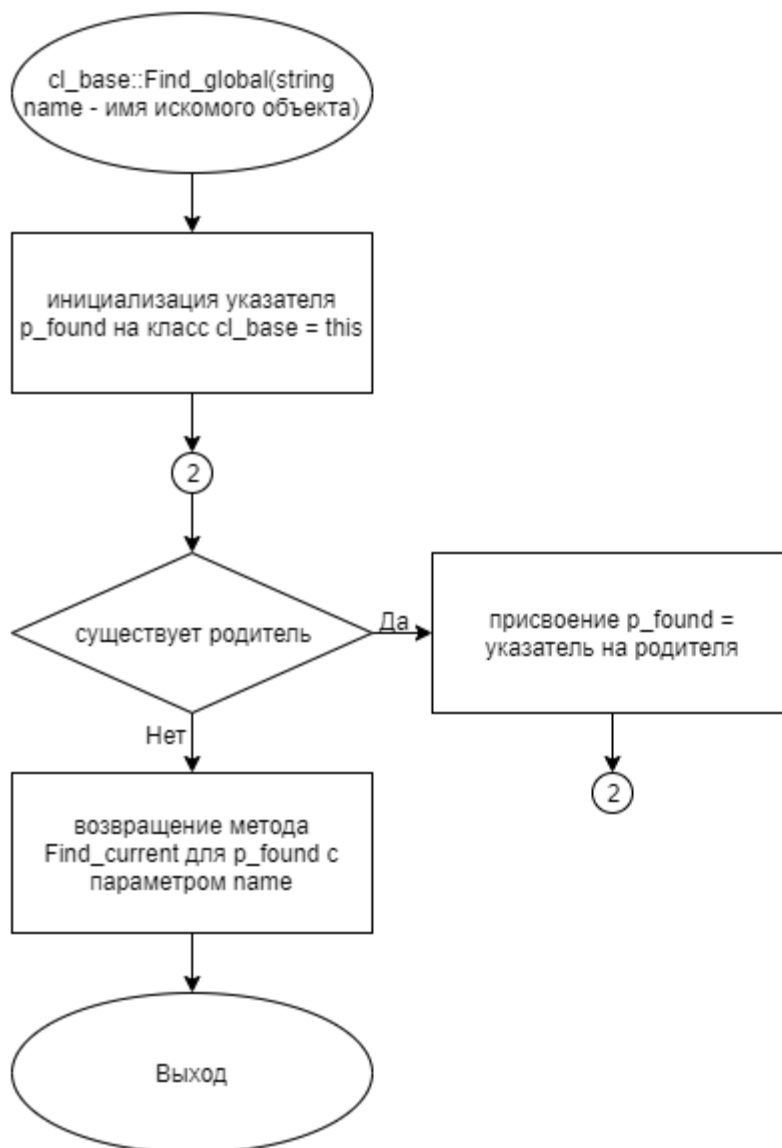 cl_base::Find_global(string
name - имя искомого объекта)
инициализация указателя
p_found на класс cl_base = this
2
существует родитель
Да
присвоение p_found =
указатель на родителя
2
Нет
возвращение метода
Find_current для p_found с
параметром name
Выход